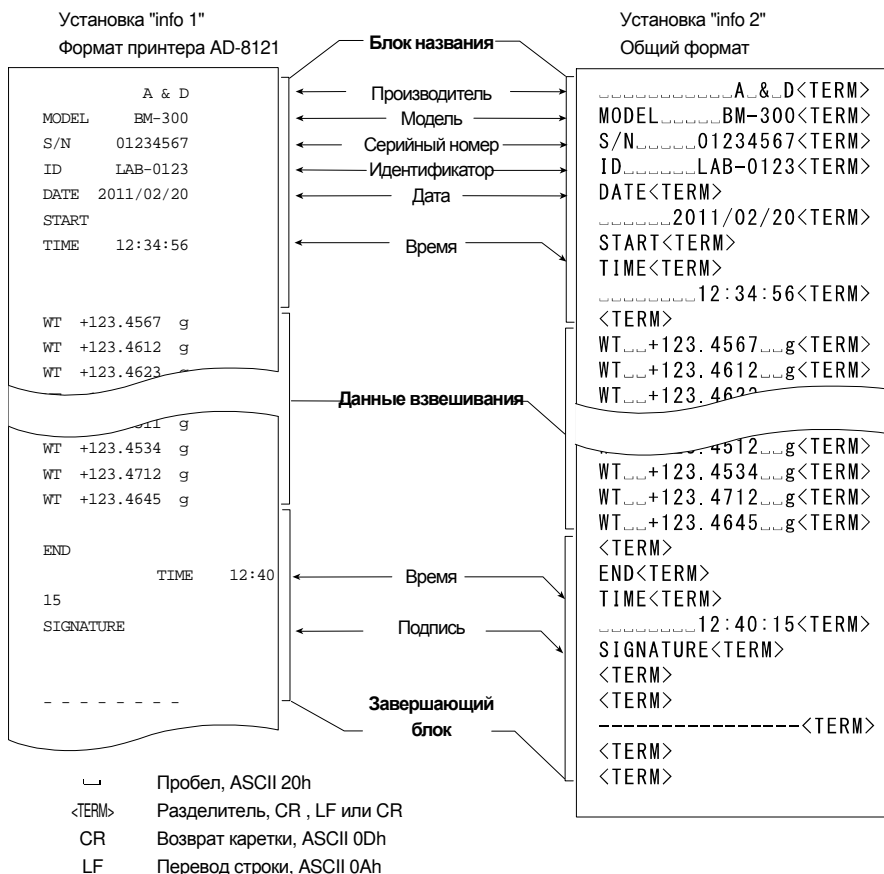 Установка "info 1"
Формат принтера AD-8121
A & D
MODEL BM-300
S/N 01234567
ID LAB-0123
DATE 2011/02/20
START
TIME 12:34:56
WT +123.4567 g
WT +123.4612 g
WT +123.4623
g
WT +123.4534 g
WT +123.4712 g
WT +123.4645 g
END
TIME 12:40
15
SIGNATURE
- - - - - - - -
Блок названия
Производитель
Модель
Серийный номер
Идентификатор
Дата
Время
Данные взвешивания
Время
Подпись
Завершающий
блок
Установка "info 2"
Общий формат
␣␣␣␣␣␣␣␣␣␣␣A␣&␣D<TERM>
MODEL␣␣␣␣␣BM-300<TERM>
S/N␣␣␣␣␣01234567<TERM>
ID␣␣␣␣␣␣LAB-0123<TERM>
DATE<TERM>
␣␣␣␣␣␣2011/02/20<TERM>
START<TERM>
TIME<TERM>
␣␣␣␣␣␣␣␣12:34:56<TERM>
<TERM>
WT␣␣+123.4567␣␣g<TERM>
WT␣␣+123.4612␣␣g<TERM>
WT␣␣+123.462
4512␣␣g<TERM>
WT␣␣+123.4534␣␣g<TERM>
WT␣␣+123.4712␣␣g<TERM>
WT␣␣+123.4645␣␣g<TERM>
<TERM>
END<TERM>
TIME<TERM>
␣␣␣␣␣␣␣␣12:40:15<TERM>
SIGNATURE<TERM>
<TERM>
<TERM>
----------------<TERM>
<TERM>
<TERM>
␣ Пробел, ASCII 20h
<TERM> Разделитель, CR , LF или CR
CR Возврат каретки, ASCII 0Dh
LF Перевод строки, ASCII 0Ah